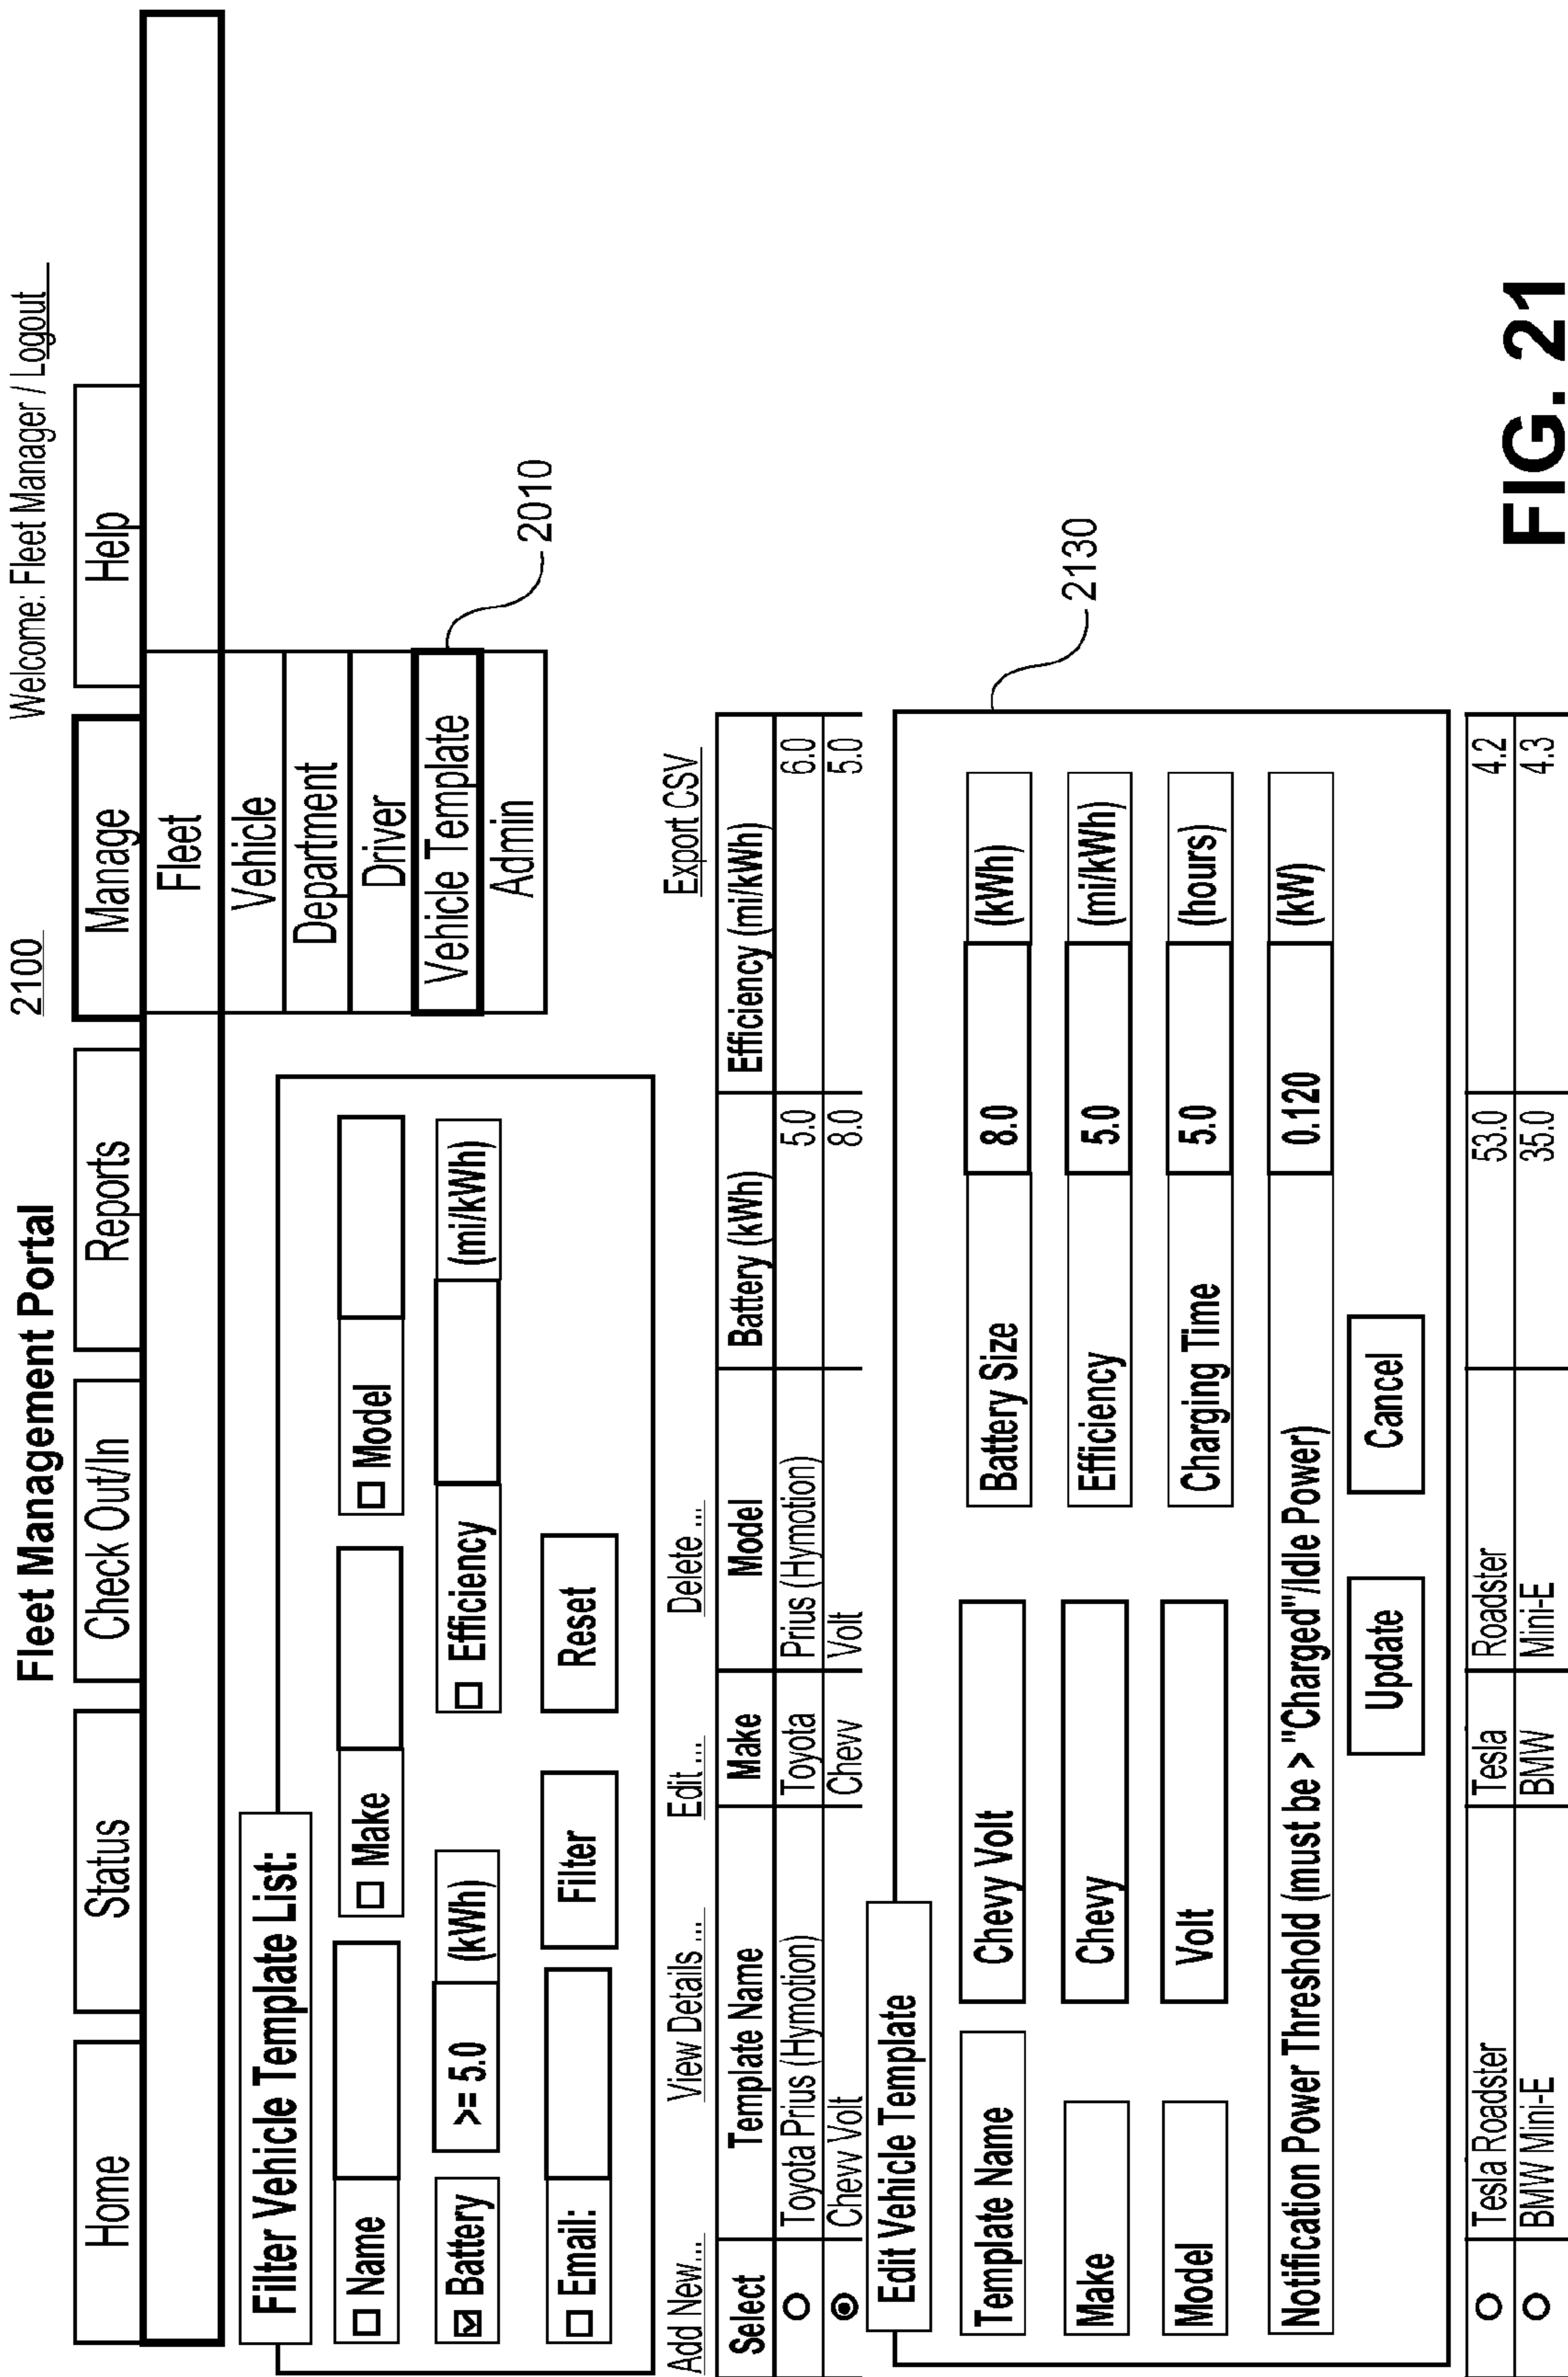 2100
Welcome: Fleet Manager / Logout
Fleet Management Portal
Home Status Check Out/In Reports Manage Help
Fleet
Vehicle
Department
Driver
Vehicle Template
Admin
2010
Filter Vehicle Template List:
Name Make Model
Battery >= 5.0 (kWh) Efficiency (mi/kWh)
Email: Filter Reset
Add New... View Details ... Edit ... Delete ... Export CSV
Select Template Name Make Model Battery (kWh) Efficiency (mi/kWh)
Toyota Prius (Hymotion) Toyota Prius (Hymotion) 5.0 6.0
Chevy Volt Chevy Volt 8.0 5.0
Edit Vehicle Template
2130
Template Name Chevy Volt Battery Size 8.0 (kWh)
Make Chevy Efficiency 5.0 (mi/kWh)
Model Volt Charging Time 5.0 (hours)
Notification Power Threshold (must be > "Charged"/Idle Power) 0.120 (kW)
Update Cancel
Tesla Roadster Tesla Roadster 53.0 4.2
BMW Mini-E BMW Mini-E 35.0 4.3
FIG. 21